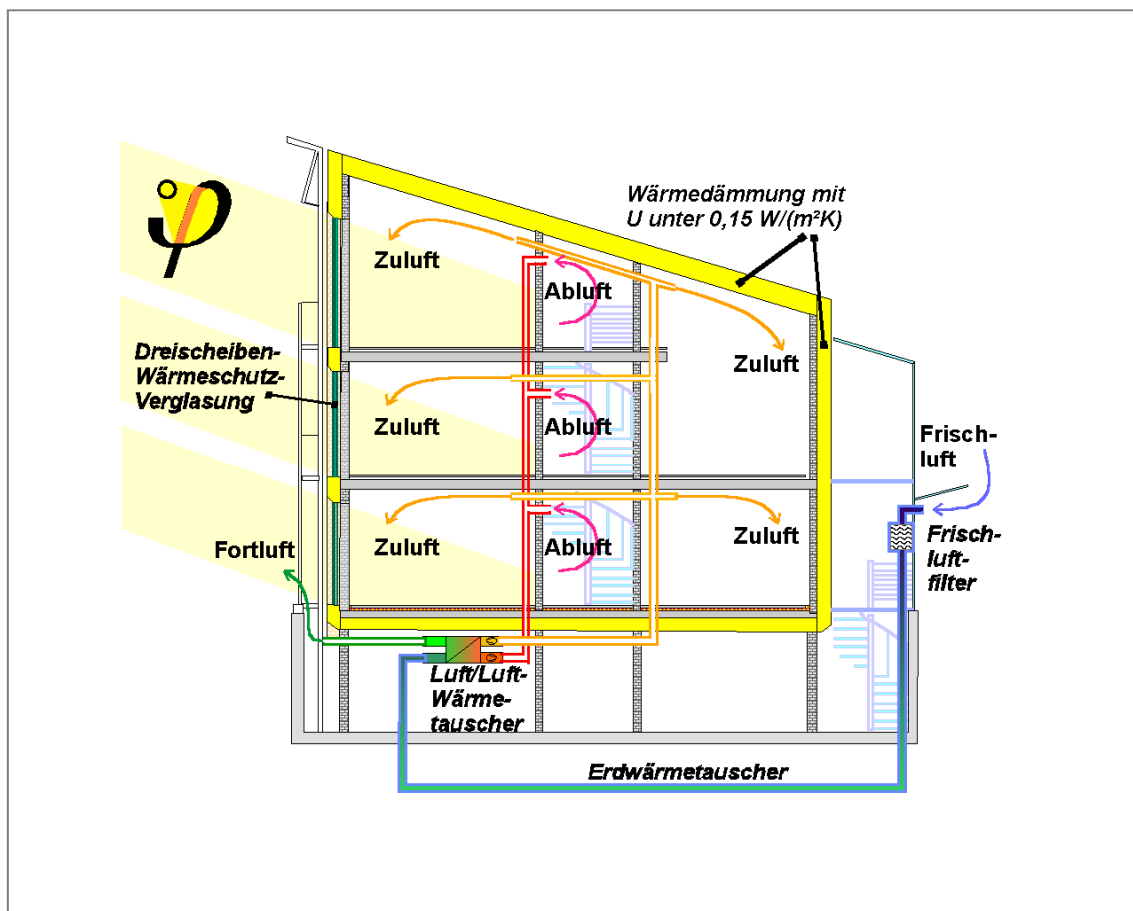 Wärmedämmung mit
U unter 0,15 W/(m²K)
Zuluft
Abluft
Zuluft
Dreischeiben-
Wärmeschutz-
Verglasung
Zuluft
Abluft
Frisch-
luft
Zuluft
Abluft
Zuluft
Fortluft
Frisch-
luft-
filter
Luft/Luft-
Wärme-
tauscher
Erdwärmetauscher